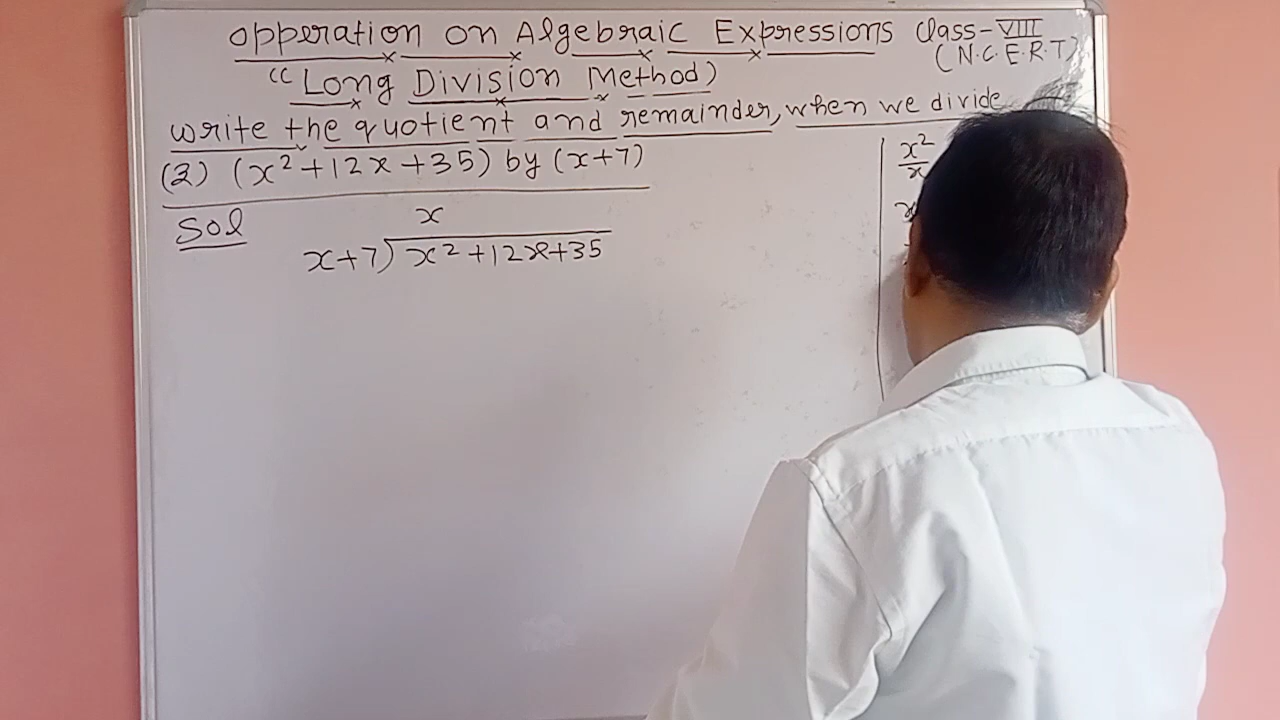 Opperation on Algebraic Expressions Class-VIII
(N.C.E.R.T)
"Long Division Method)
write the quotient and remainder, when we divide
(2) (x²+12x+35) by (x+7)
Sol
x
x+7) x²+12x+35
x²
x